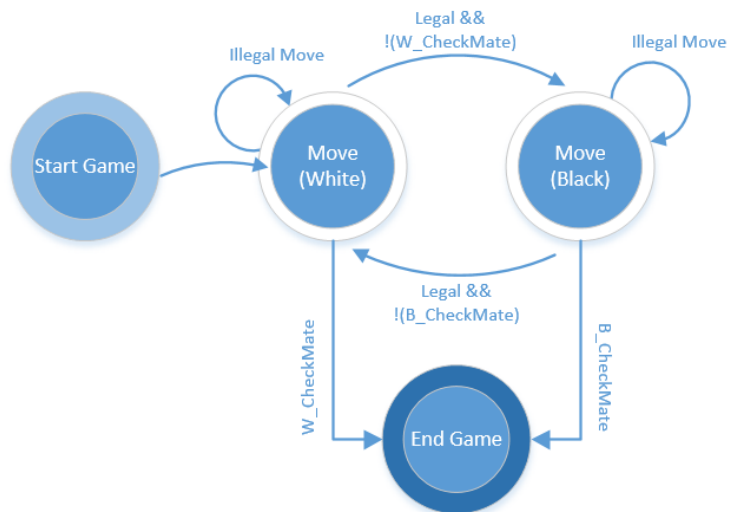 Legal &&
!(W_CheckMate)
Illegal Move
Illegal Move
Start Game
Move
(White)
Move
(Black)
Legal &&
!(B_CheckMate)
W_CheckMate
B_CheckMate
End Game